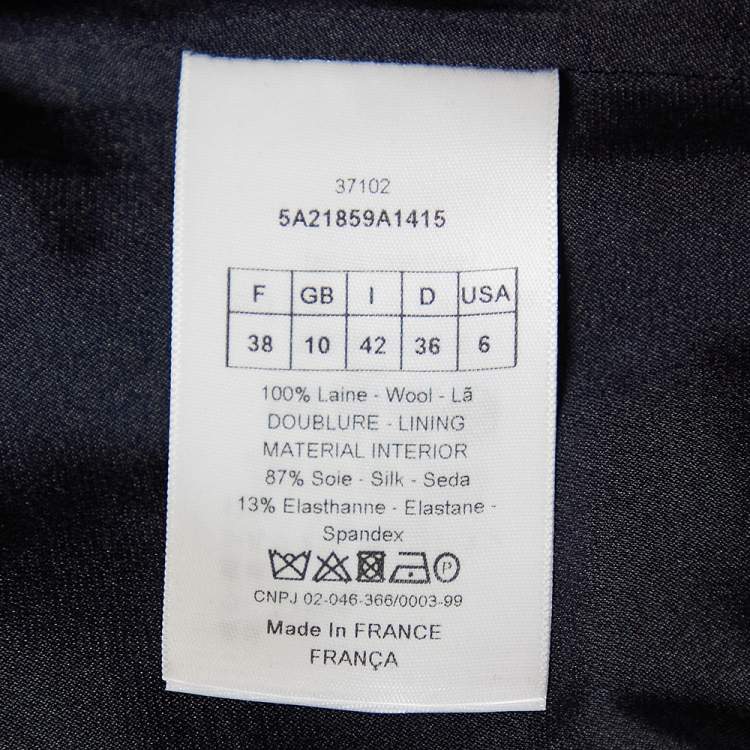 37102
5A21859A1415
F GB I D USA
38 10 42 36 6
100% Laine - Wool - Lã
DOUBLURE - LINING
MATERIAL INTERIOR
87% Soie - Silk - Seda
13% Elasthanne - Elastane -
Spandex
P
CNPJ 02-046-366/0003-99
Made In FRANCE
FRANÇA